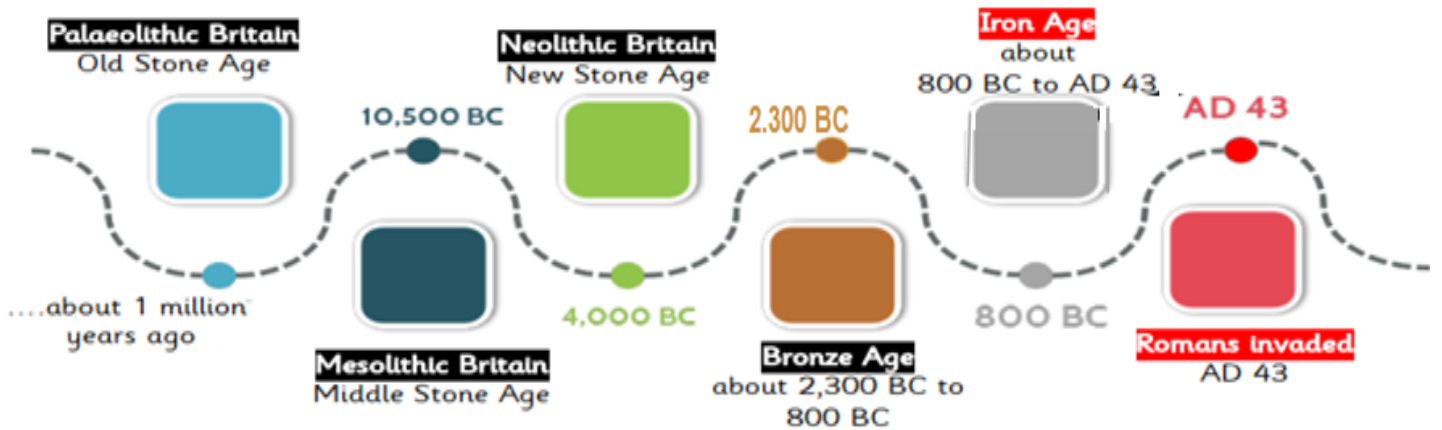 Palaeolithic Britain
Old Stone Age
....about 1 million
years ago
10,500 BC
Mesolithic Britain
Middle Stone Age
Neolithic Britain
New Stone Age
4,000 BC
2.300 BC
Bronze Age
about 2,300 BC to
800 BC
Iron Age
about
800 BC to AD 43
800 BC
AD 43
Romans invaded
AD 43